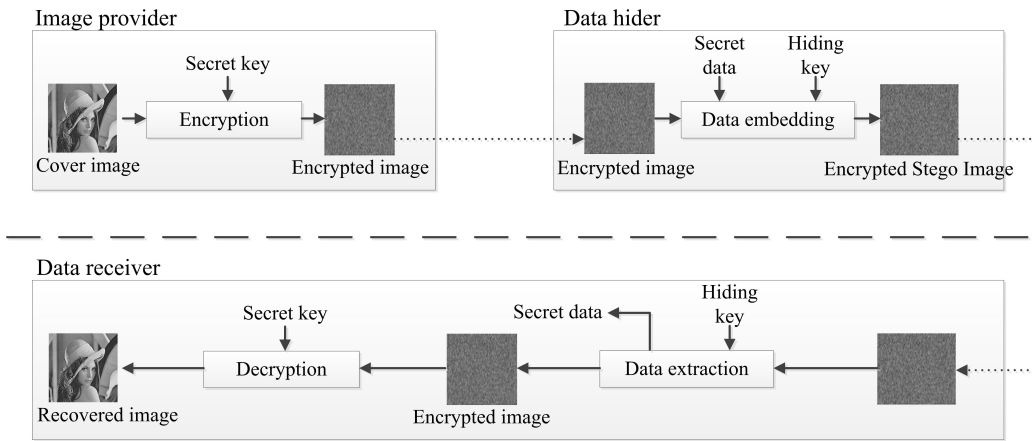 Image provider
Secret key
Encryption
Cover image
Encrypted image
Data hider
Secret
data
Hiding
key
Data embedding
Encrypted image
Encrypted Stego Image
Data receiver
Secret key
Decryption
Recovered image
Secret data
Encrypted image
Hiding
key
Data extraction